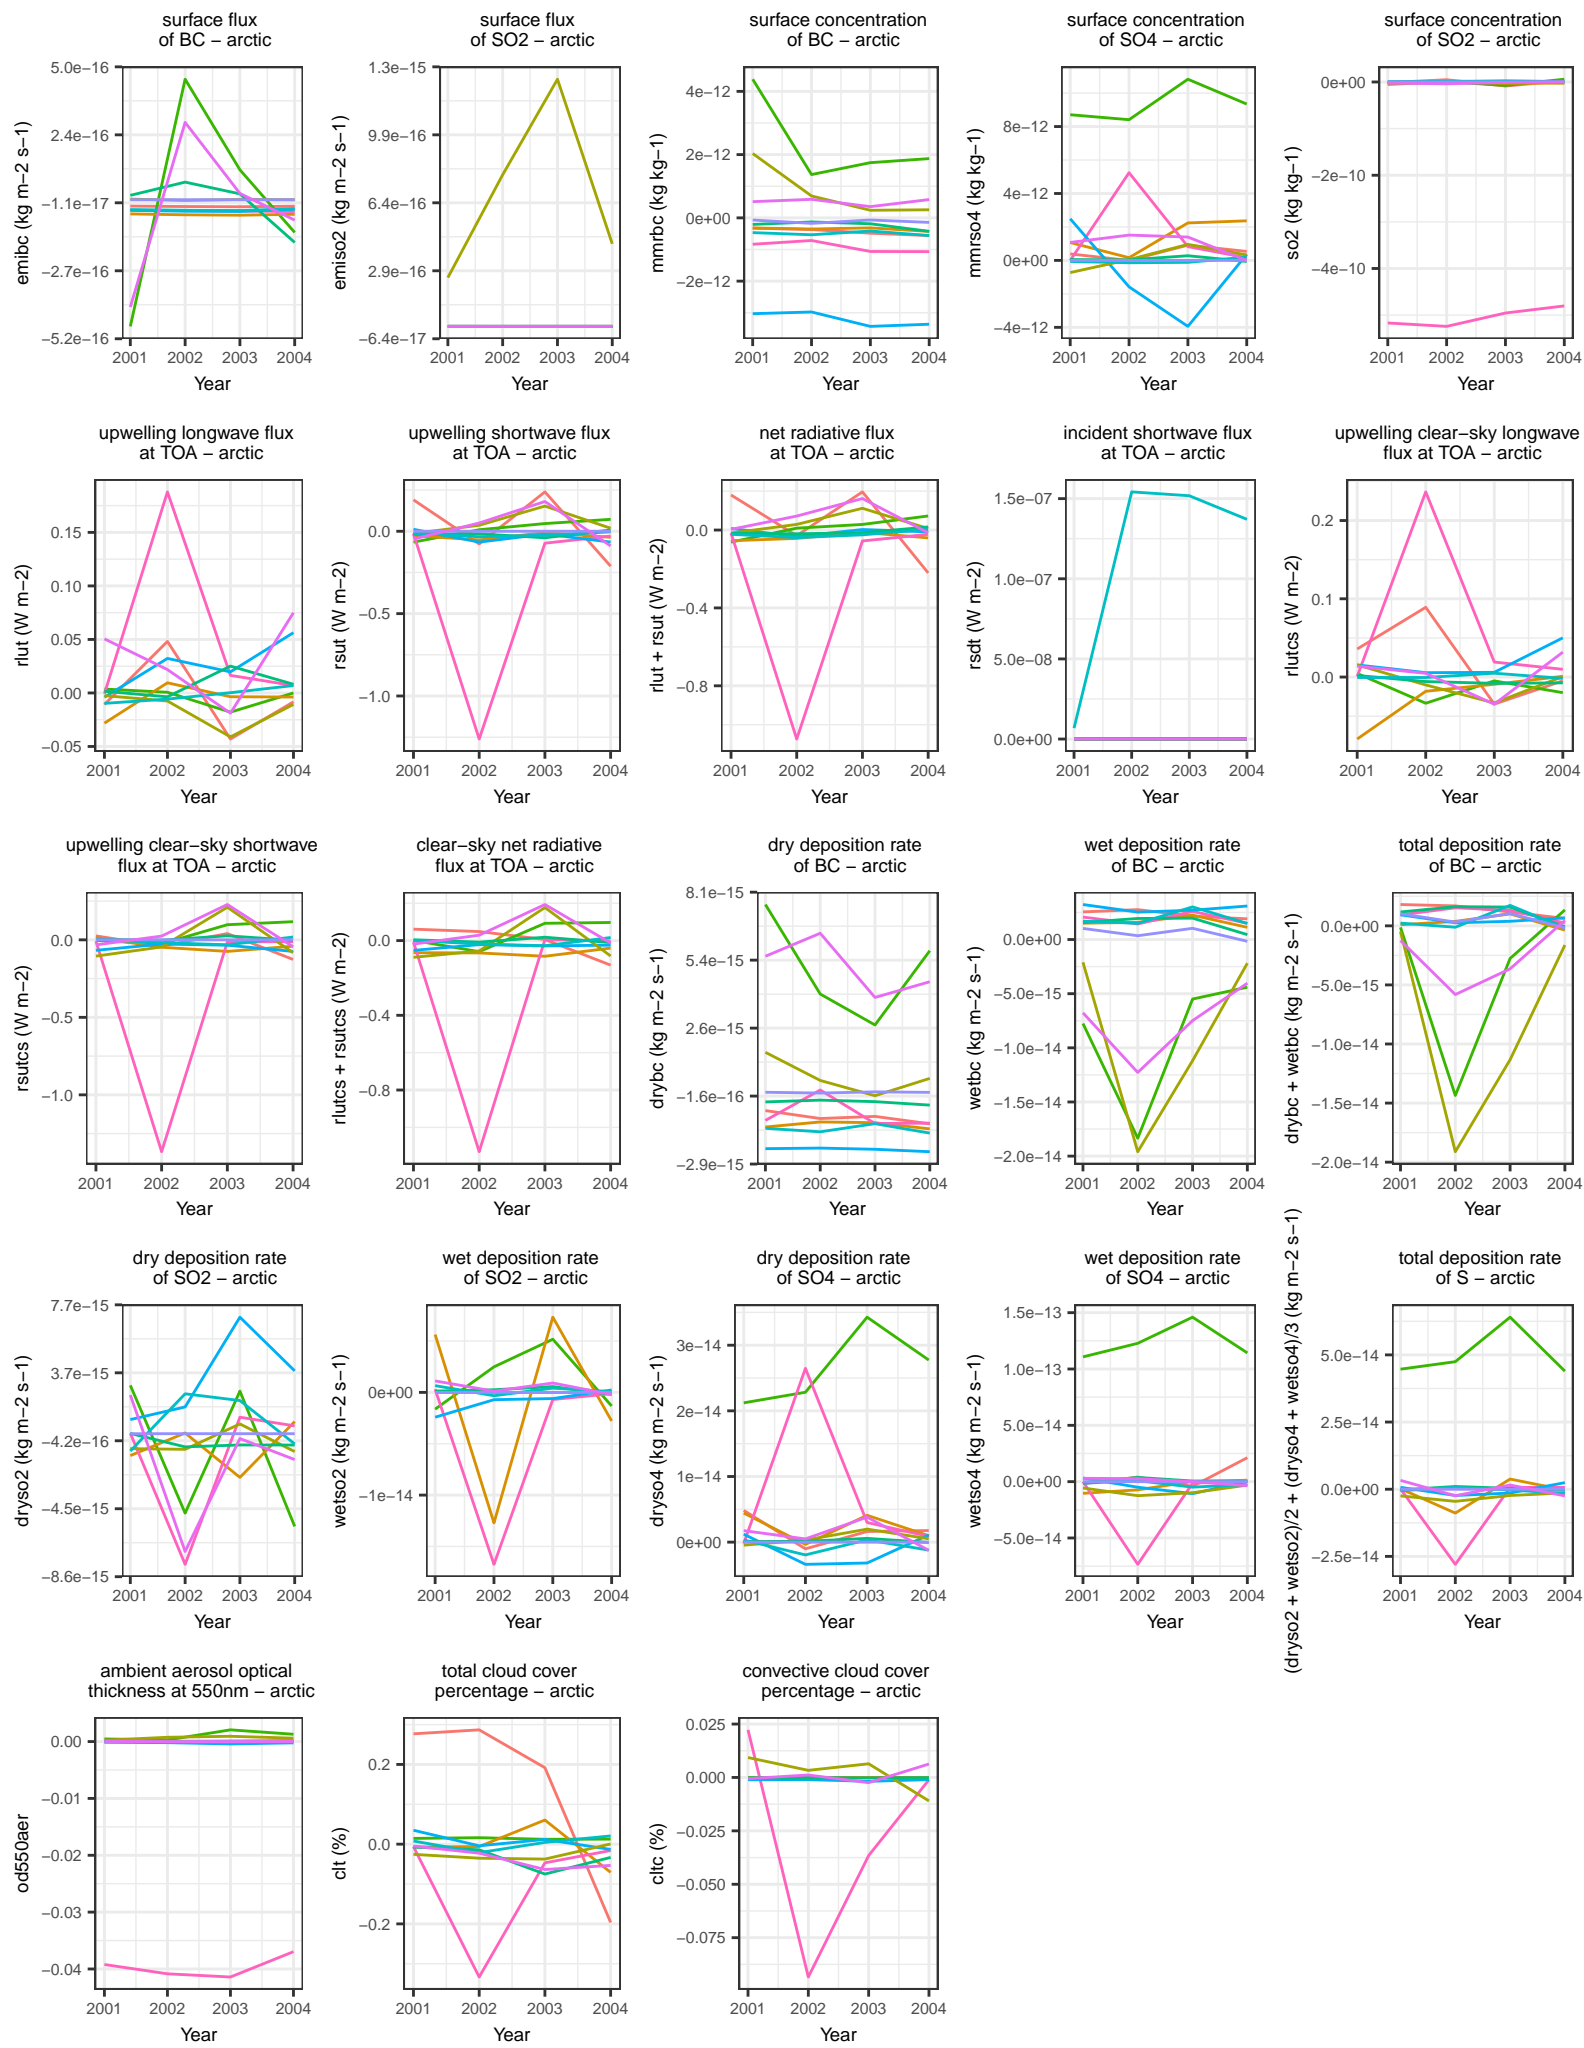 surface flux
of BC − arctic
5.0e−16
2.4e−16
−1.1e−17
−2.7e−16
−5.2e−16
emibc (kg m−2 s−1)
2001 2002 2003 2004
Year
surface flux
of SO2 − arctic
1.3e−15
9.9e−16
6.4e−16
2.9e−16
−6.4e−17
emiso2 (kg m−2 s−1)
2001 2002 2003 2004
Year
surface concentration
of BC − arctic
4e−12
2e−12
0e+00
−2e−12
mmrbc (kg kg−1)
2001 2002 2003 2004
Year
surface concentration
of SO4 − arctic
8e−12
4e−12
0e+00
−4e−12
mmrso4 (kg kg−1)
2001 2002 2003 2004
Year
surface concentration
of SO2 − arctic
0e+00
−2e−10
−4e−10
so2 (kg kg−1)
2001 2002 2003 2004
Year
upwelling longwave flux
at TOA − arctic
0.15
0.10
0.05
0.00
−0.05
rlut (W m−2)
2001 2002 2003 2004
Year
upwelling shortwave flux
at TOA − arctic
0.0
−0.5
−1.0
rsut (W m−2)
2001 2002 2003 2004
Year
net radiative flux
at TOA − arctic
0.0
−0.4
−0.8
rlut + rsut (W m−2)
2001 2002 2003 2004
Year
incident shortwave flux
at TOA − arctic
1.5e−07
1.0e−07
5.0e−08
0.0e+00
rsdt (W m−2)
2001 2002 2003 2004
Year
upwelling clear−sky longwave
flux at TOA − arctic
0.2
0.1
0.0
rlutcs (W m−2)
2001 2002 2003 2004
Year
upwelling clear−sky shortwave
flux at TOA − arctic
0.0
−0.5
−1.0
rsutcs (W m−2)
2001 2002 2003 2004
Year
clear−sky net radiative
flux at TOA − arctic
0.0
−0.4
−0.8
rlutcs + rsutcs (W m−2)
2001 2002 2003 2004
Year
dry deposition rate
of BC − arctic
8.1e−15
5.4e−15
2.6e−15
−1.6e−16
−2.9e−15
drybc (kg m−2 s−1)
2001 2002 2003 2004
Year
wet deposition rate
of BC − arctic
0.0e+00
−5.0e−15
−1.0e−14
−1.5e−14
−2.0e−14
wetbc (kg m−2 s−1)
2001 2002 2003 2004
Year
total deposition rate
of BC − arctic
0.0e+00
−5.0e−15
−1.0e−14
−1.5e−14
−2.0e−14
drybc + wetbc (kg m−2 s−1)
2001 2002 2003 2004
Year
dry deposition rate
of SO2 − arctic
7.7e−15
3.7e−15
−4.2e−16
−4.5e−15
−8.6e−15
dryso2 (kg m−2 s−1)
2001 2002 2003 2004
Year
wet deposition rate
of SO2 − arctic
0e+00
−1e−14
wetso2 (kg m−2 s−1)
2001 2002 2003 2004
Year
dry deposition rate
of SO4 − arctic
3e−14
2e−14
1e−14
0e+00
dryso4 (kg m−2 s−1)
2001 2002 2003 2004
Year
wet deposition rate
of SO4 − arctic
1.5e−13
1.0e−13
5.0e−14
0.0e+00
−5.0e−14
wetso4 (kg m−2 s−1)
2001 2002 2003 2004
Year
total deposition rate
of S − arctic
5.0e−14
2.5e−14
0.0e+00
−2.5e−14
(dryso2 + wetso2)/2 + (dryso4 + wetso4)/3 (kg m−2 s−1)
2001 2002 2003 2004
Year
ambient aerosol optical
thickness at 550nm − arctic
0.00
−0.01
−0.02
−0.03
−0.04
od550aer
2001 2002 2003 2004
Year
total cloud cover
percentage − arctic
0.2
0.0
−0.2
clt (%)
2001 2002 2003 2004
Year
convective cloud cover
percentage − arctic
0.025
0.000
−0.025
−0.050
−0.075
cltc (%)
2001 2002 2003 2004
Year